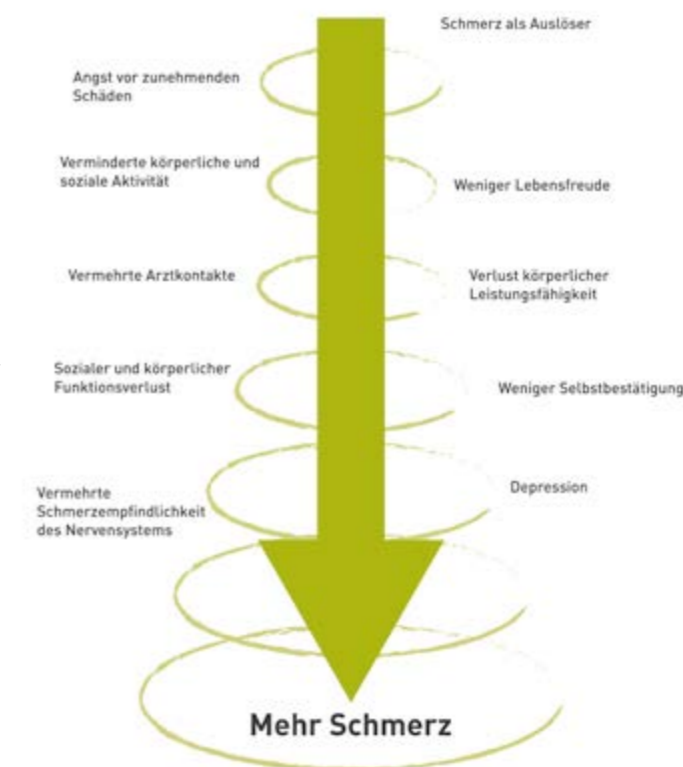 Schmerz als Auslöser
Angst vor zunehmenden
Schäden
Verminderte körperliche und
soziale Aktivität
Weniger Lebensfreude
Vermehrte Arztkontakte
Verlust körperlicher
Leistungsfähigkeit
Sozialer und körperlicher
Funktionsverlust
Weniger Selbstbestätigung
Vermehrte
Schmerzempfindlichkeit
des Nervensystems
Depression
Mehr Schmerz